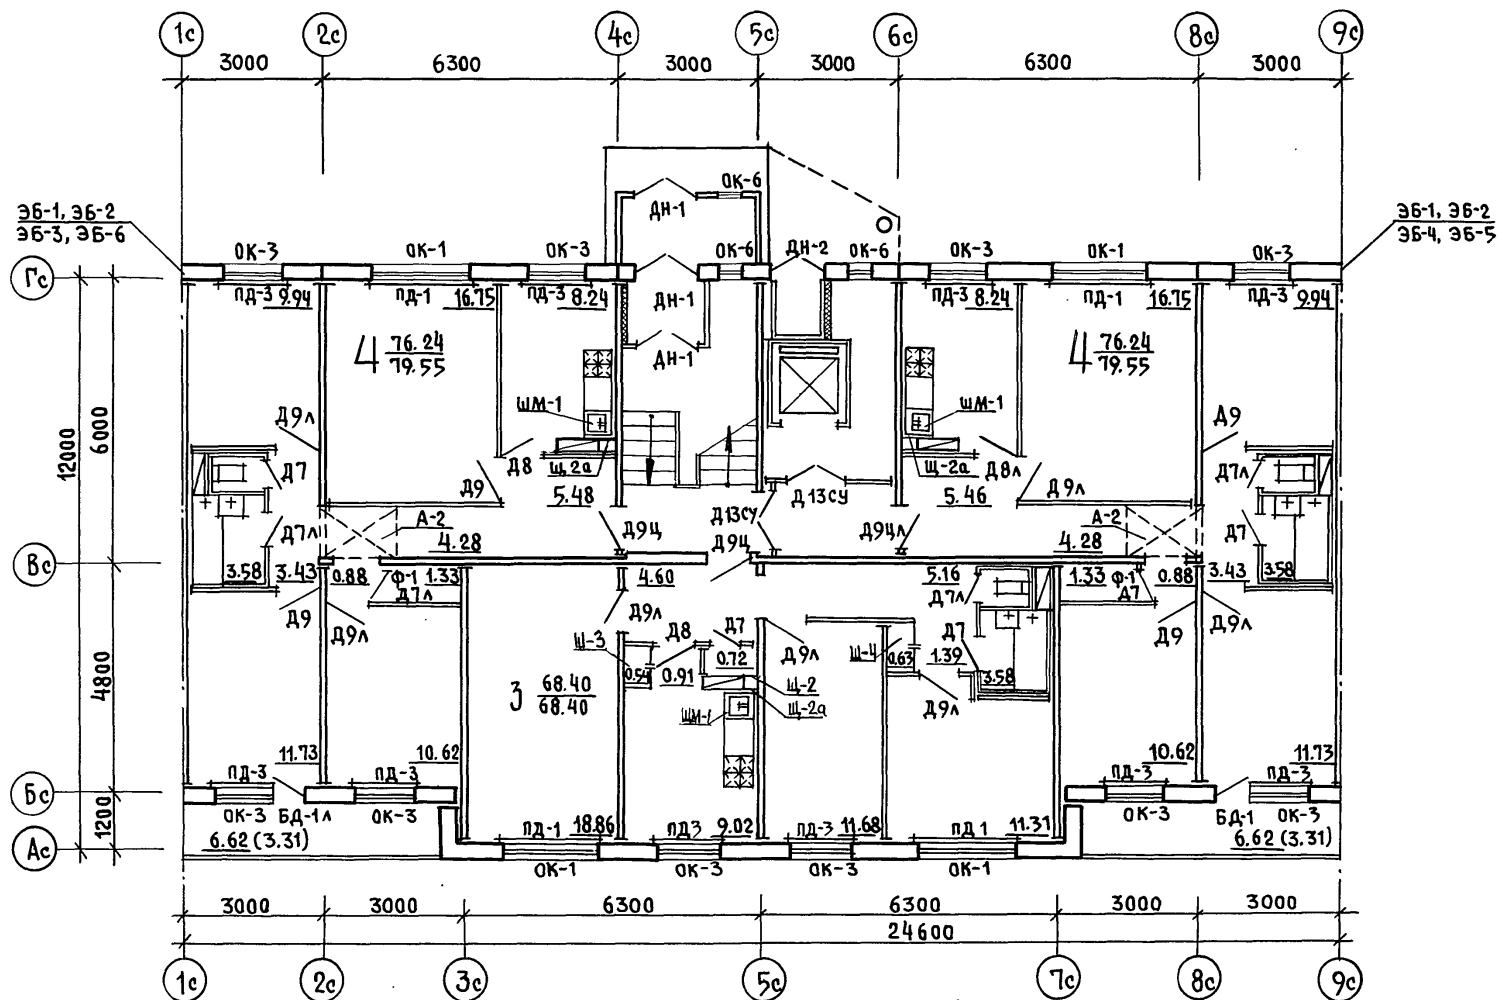 1с 2с 4с 5с 6с 8с 9с
3000 6300 3000 3000 6300 3000
ОК-6
ДН-1
ЭБ-1, ЭБ-2
ЭБ-3, ЭБ-6
ЭБ-1, ЭБ-2
ЭБ-4, ЭБ-5
ОК-3 ОК-1 ОК-3 ОК-6 ДН-2 ОК-6 ОК-3 ОК-1 ОК-3
Гс
ПД-3 9.94 ПД-1 16.75 ПД-3 8.24 ДН-1 ПД-3 8.24 ПД-1 16.75 ПД-3 9.94
4 76.24
79.55
ДН-1
4 76.24
79.55
12000 6000
ШМ-1 ШМ-1
Д9л Д9
Д7 Д9 Д8 Щ.2а Щ-2а Д8л Д9л Д7л
5.48 Д13СУ 5.46
А-2 Д13СУ А-2
Д7л 4.28 Д9Ц Д9Ц Д9Цл 4.28 Д7
Вс
3.58 3.43 0.88 Ф-1 1.33 4.60 5.16 1.33 Ф-1 0.88 3.43 3.58
Д7л Д7л Д7
Д9 Д9л Д9л Д8 Д7 Д9л Д7 Д9 Д9л
Ш-3 Ш-4
4800
0.54 0.91 0.72 0.63 1.39 3.58
3 68.40
68.40
Щ-2
Щ-2а
ШМ-1 Д9л
11.73 10.62 10.62 11.73
ПД-3 ПД-3 ПД-3 ПД-3
Бс
ОК-3 БД-1л ОК-3 ОК-3 БД-1 ОК-3
1200
6.62 (3.31) 6.62 (3.31)
ПД-1 18.86 ПД3 9.02 ПД-3 11.68 ПД 1 11.31
Ас
ОК-1 ОК-3 ОК-3 ОК-1
3000 3000 6300 6300 3000 3000
24600
1с 2с 3с 5с 7с 8с 9с